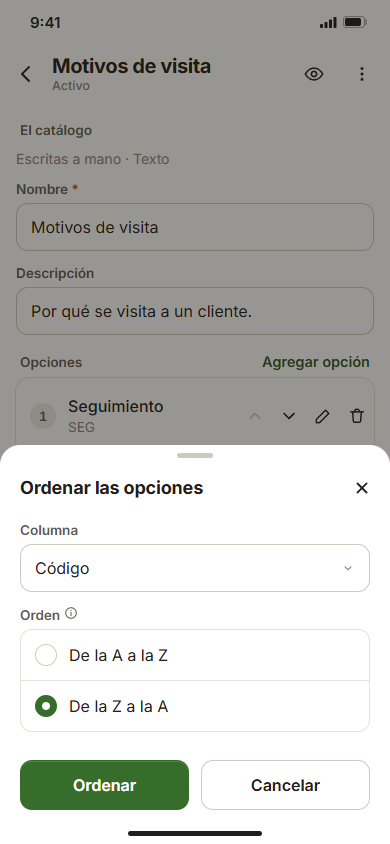 9:41
Motivos de visita
Activo
El catálogo
Escritas a mano · Texto
Nombre *
Motivos de visita
Descripción
Por qué se visita a un cliente.
Opciones
Agregar opción
1
Seguimiento
SEG
Ordenar las opciones
Columna
Código
Orden
De la A a la Z
De la Z a la A
Ordenar
Cancelar